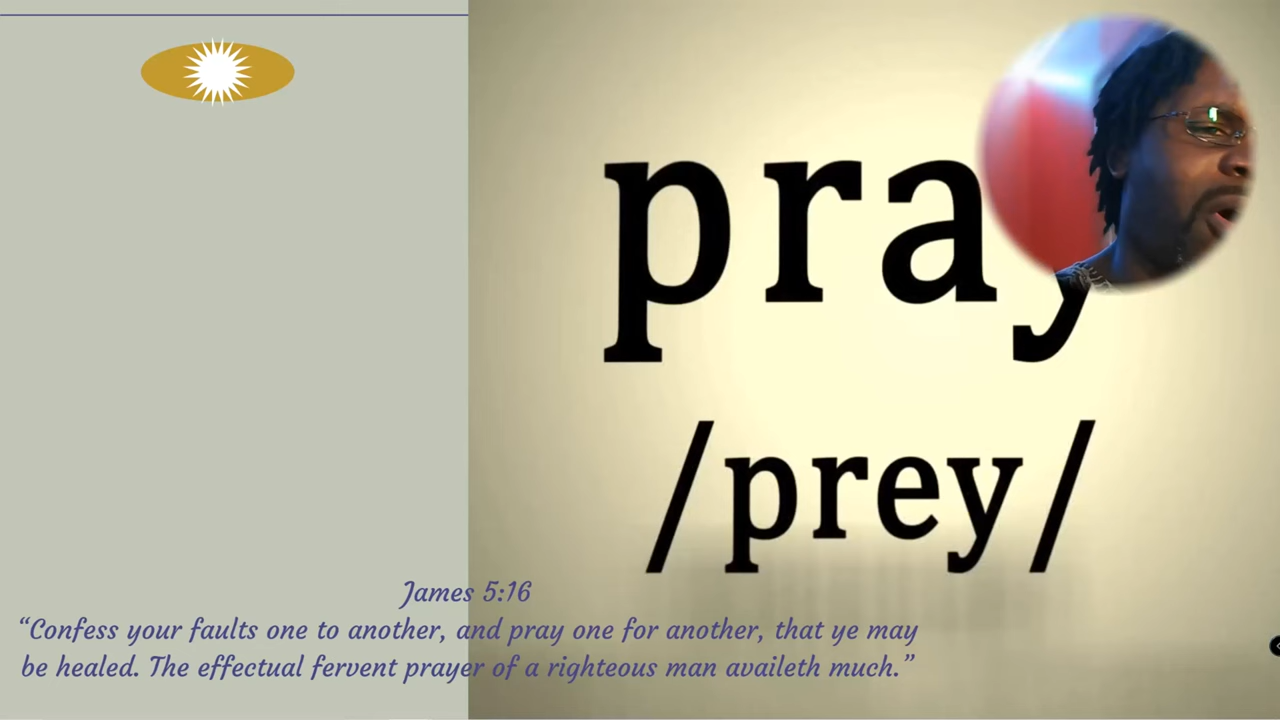 pray
/prey/
James 5:16
“Confess your faults one to another, and pray one for another, that ye may
be healed. The effectual fervent prayer of a righteous man availeth much.”